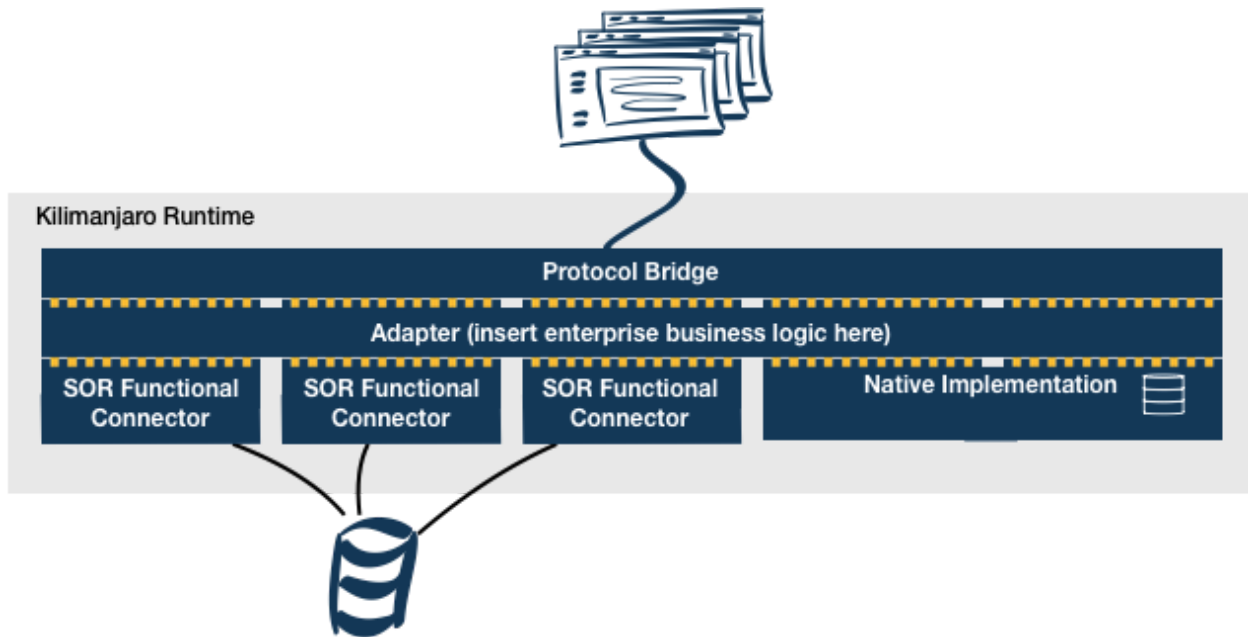 Kilimanjaro Runtime
Protocol Bridge
Adapter (insert enterprise business logic here)
SOR Functional
Connector
SOR Functional
Connector
SOR Functional
Connector
Native Implementation